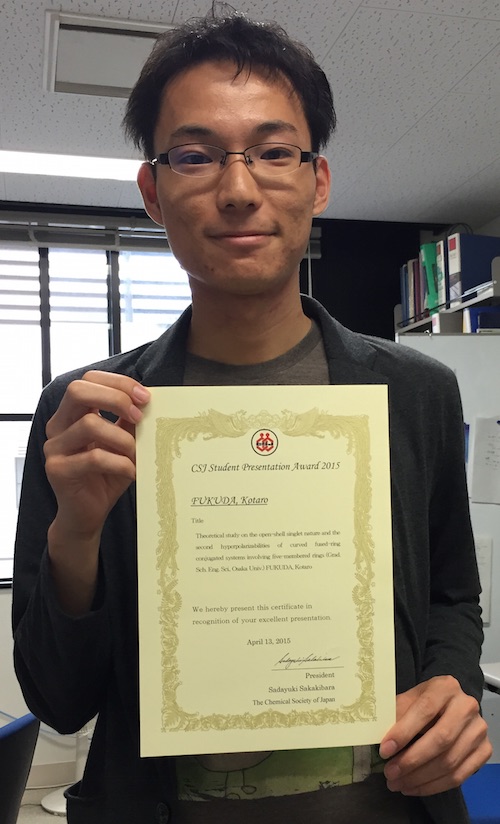 CSJ Student Presentation Award 2015
FUKUDA, Kotaro
Title
Theoretical study on the open-shell singlet nature and the
second hyperpolarizabilities of curved fused-ring
conjugated systems involving five-membered rings (Grad.
Sch. Eng. Sci, Osaka Univ.) FUKUDA, Kotaro
We hereby present this certificate in
recognition of your excellent presentation.
April 13, 2015
President
Sadayuki Sakakihara
The Chemical Society of Japan